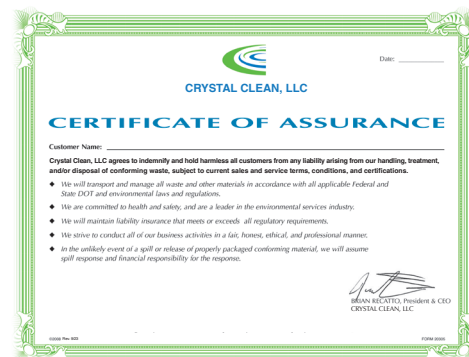 Date: ____________
CRYSTAL CLEAN, LLC
CERTIFICATE OF ASSURANCE
Customer Name: ____________
Crystal Clean, LLC agrees to indemnify and hold harmless all customers from any liability arising from our handling, treatment,
and/or disposal of conforming waste, subject to current sales and service terms, conditions, and certifications.
◆ We will transport and manage all waste and other materials in accordance with all applicable Federal and
State DOT and environmental laws and regulations.
◆ We are committed to health and safety, and are a leader in the environmental services industry.
◆ We will maintain liability insurance that meets or exceeds all regulatory requirements.
◆ We strive to conduct all of our business activities in a fair, honest, ethical, and professional manner.
◆ In the unlikely event of a spill or release of properly packaged conforming material, we will assume
spill response and financial responsibility for the response.
BRIAN RECATTO, President & CEO
CRYSTAL CLEAN, LLC
Rev. 5/23
FORM